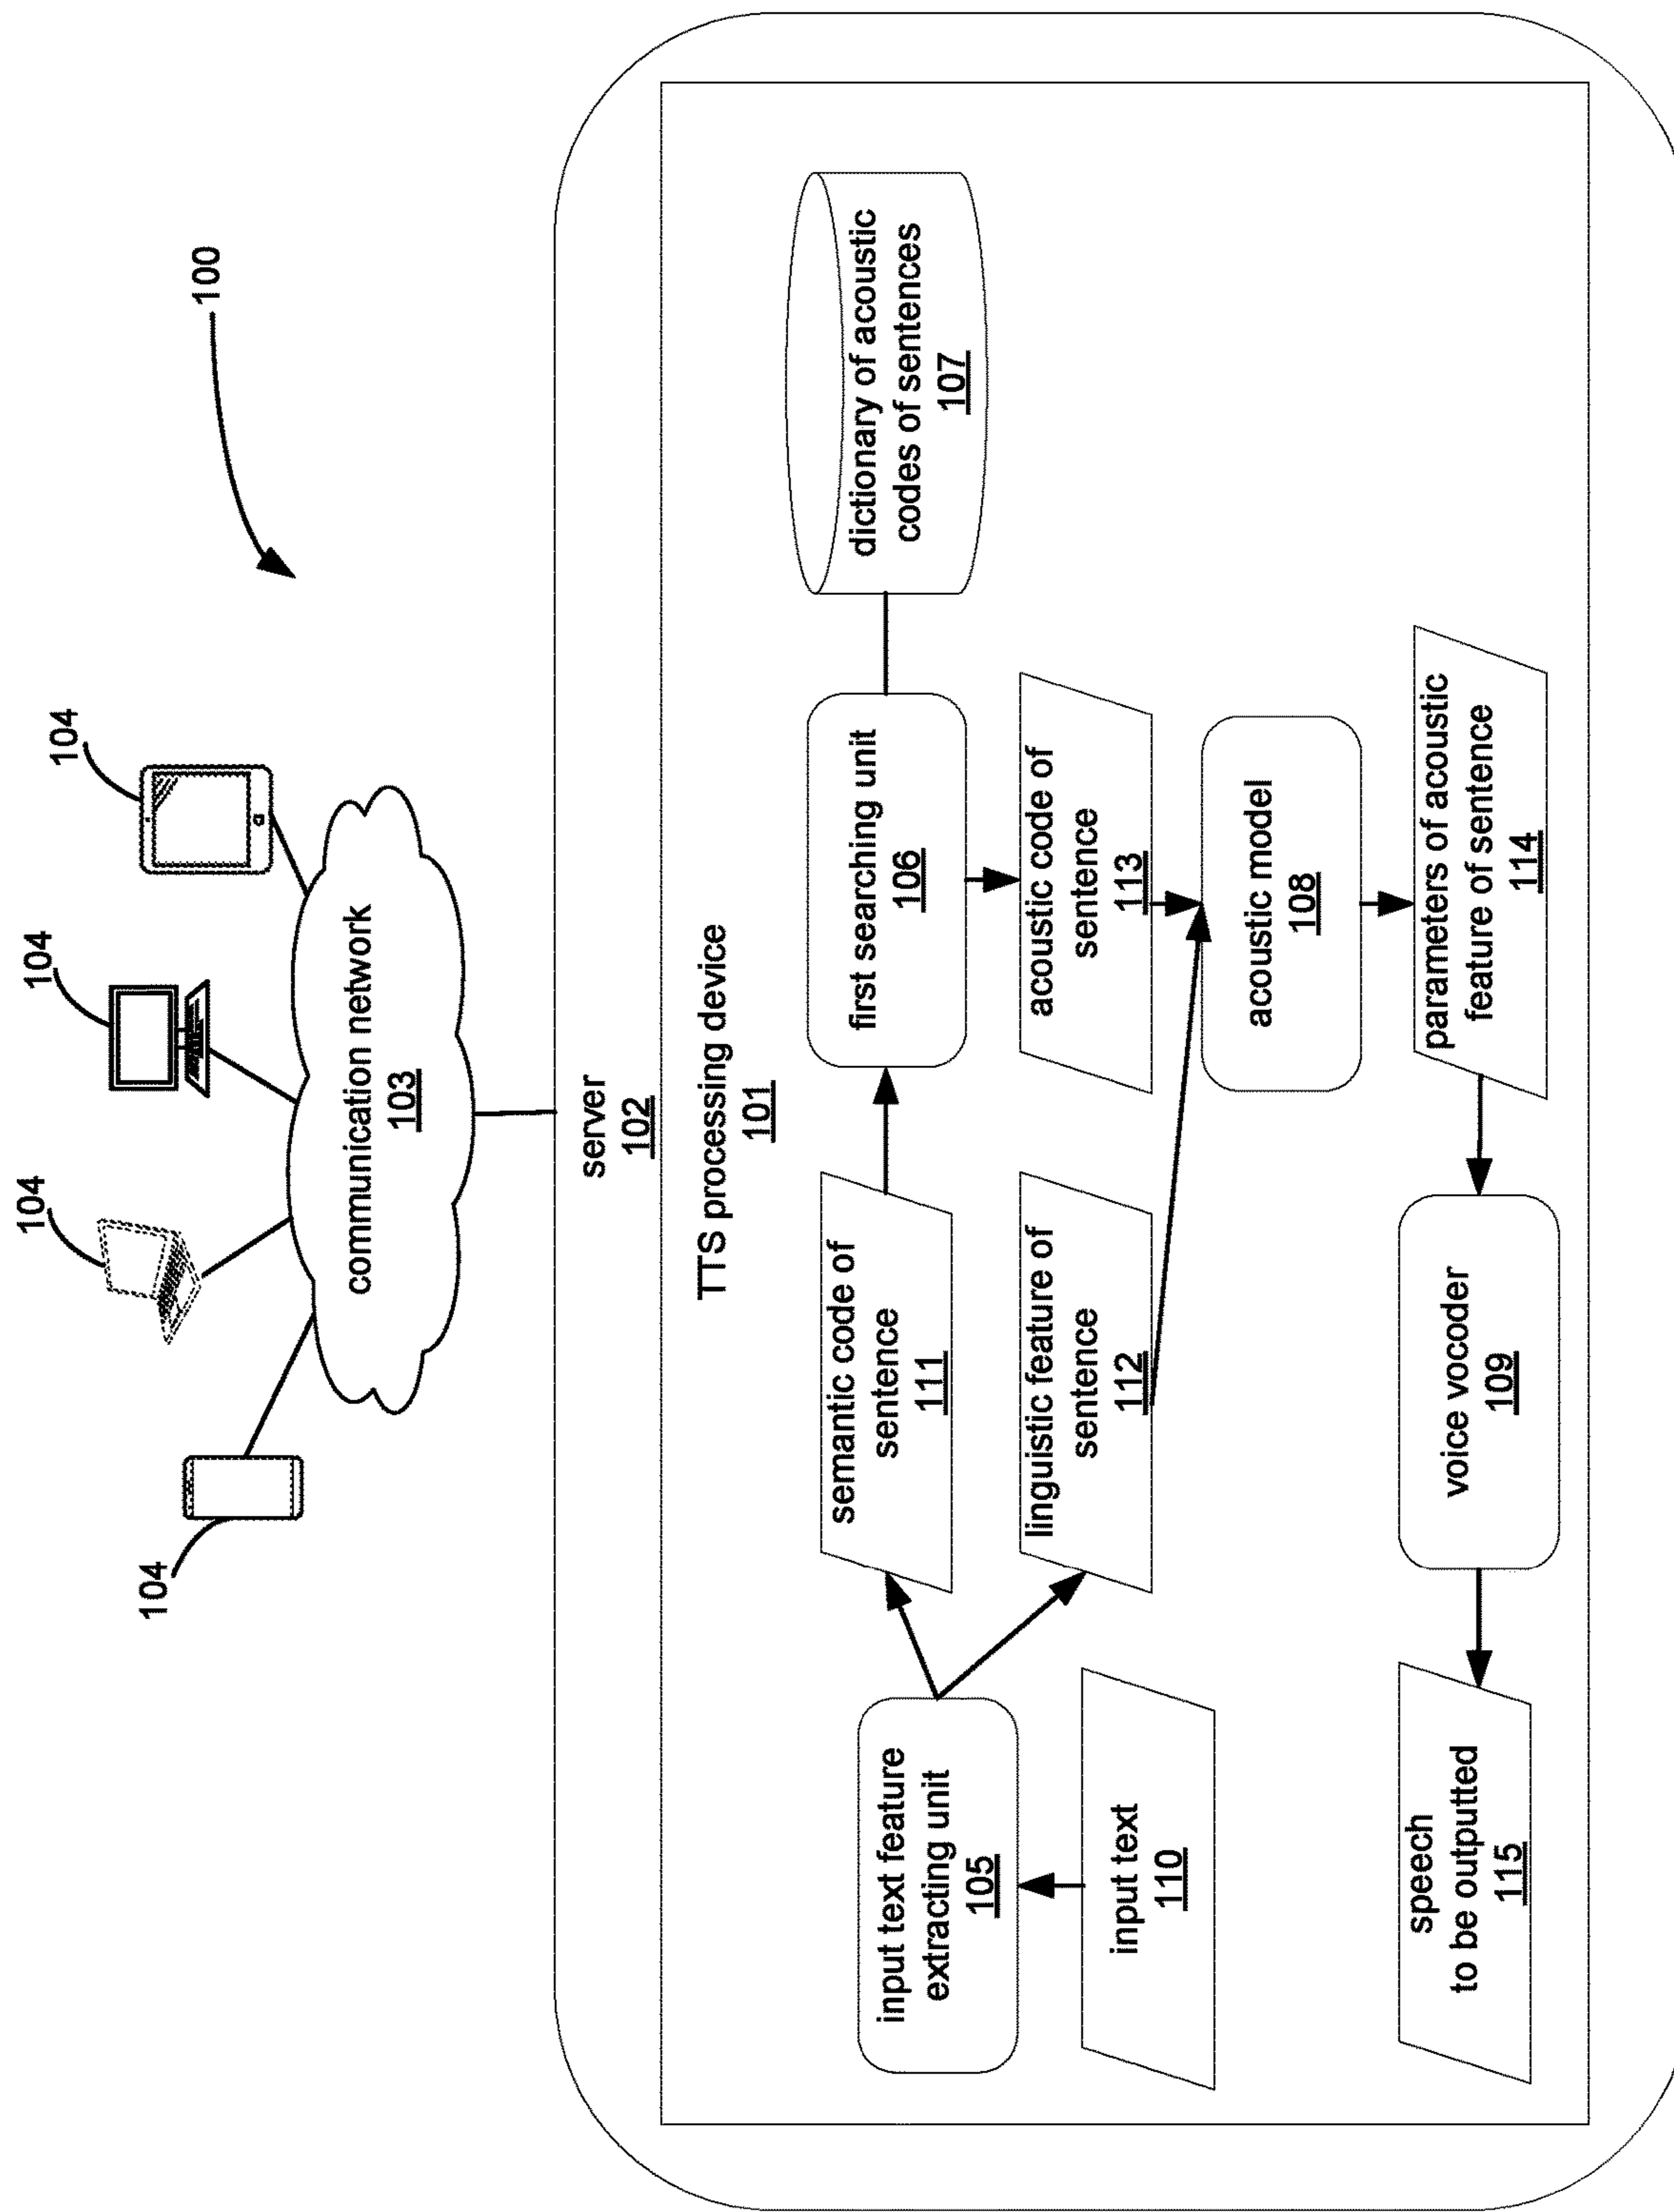 100
104
104
104
104
communication network
103
server
102
TTS processing device
101
input text feature
extracting unit
105
input text
110
semantic code of
sentence
111
linguistic feature of
sentence
112
first searching unit
106
dictionary of acoustic
codes of sentences
107
acoustic code of
sentence
113
acoustic model
108
parameters of acoustic
feature of sentence
114
voice vocoder
109
speech
to be outputted
115